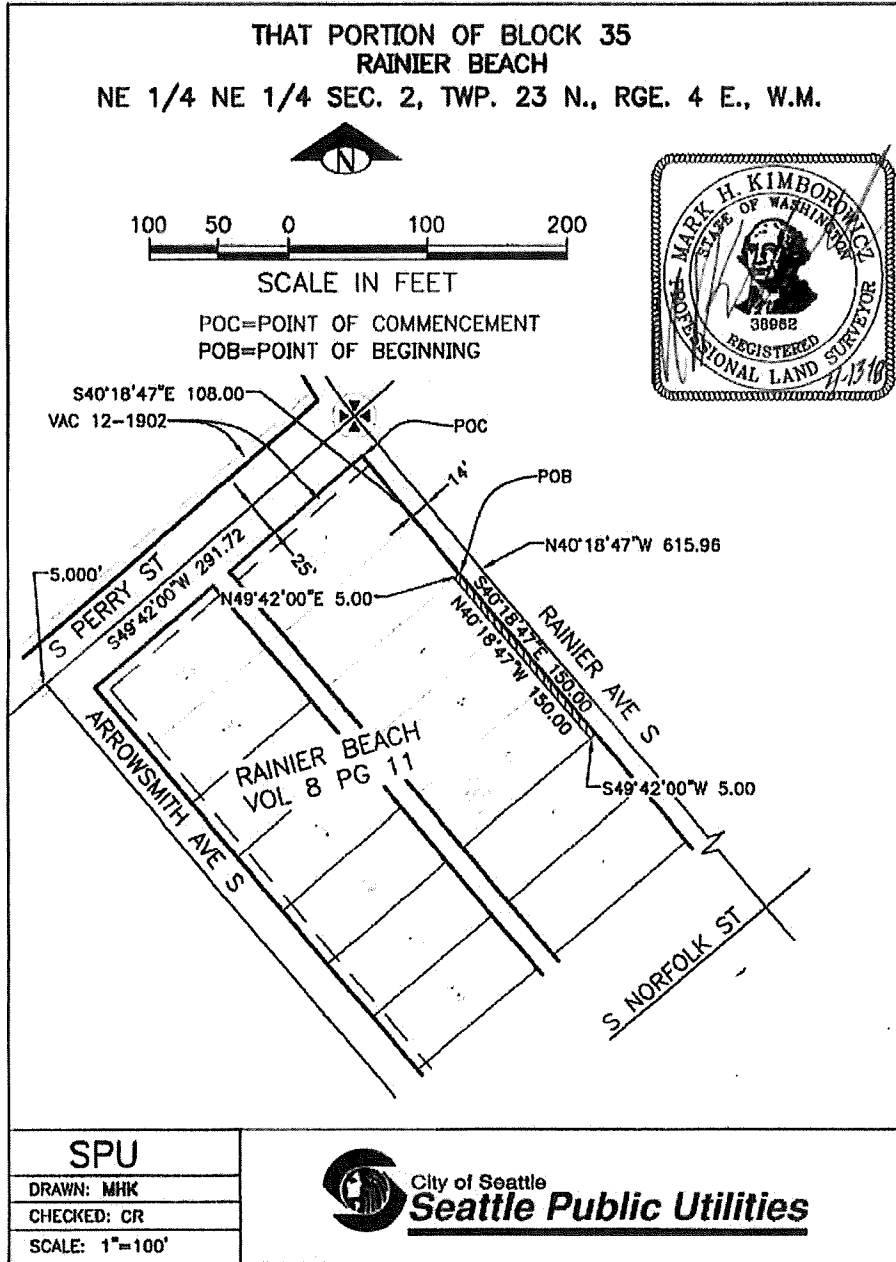 THAT PORTION OF BLOCK 35
RAINIER BEACH
NE 1/4 NE 1/4 SEC. 2, TWP. 23 N., RGE. 4 E., W.M.
N
100 50 0 100 200
SCALE IN FEET
POC=POINT OF COMMENCEMENT
POB=POINT OF BEGINNING
MARK H. KIMBOROWICZ
STATE OF WASHINGTON
38962
REGISTERED
PROFESSIONAL LAND SURVEYOR
S40°18'47"E 108.00
VAC 12-1902
POC
14'
POB
N40°18'47"W 615.96
25'
5.000'
S PERRY ST
S49°42'00"W 291.72
N49°42'00"E 5.00
S40°18'47"E 150.00
N40°18'47"W 150.00
RAINIER AVE S
S49°42'00"W 5.00
RAINIER BEACH
VOL 8 PG 11
ARROWSMITH AVE S
S NORFOLK ST
SPU
DRAWN: MHK
CHECKED: CR
SCALE: 1"=100'
City of Seattle
Seattle Public Utilities